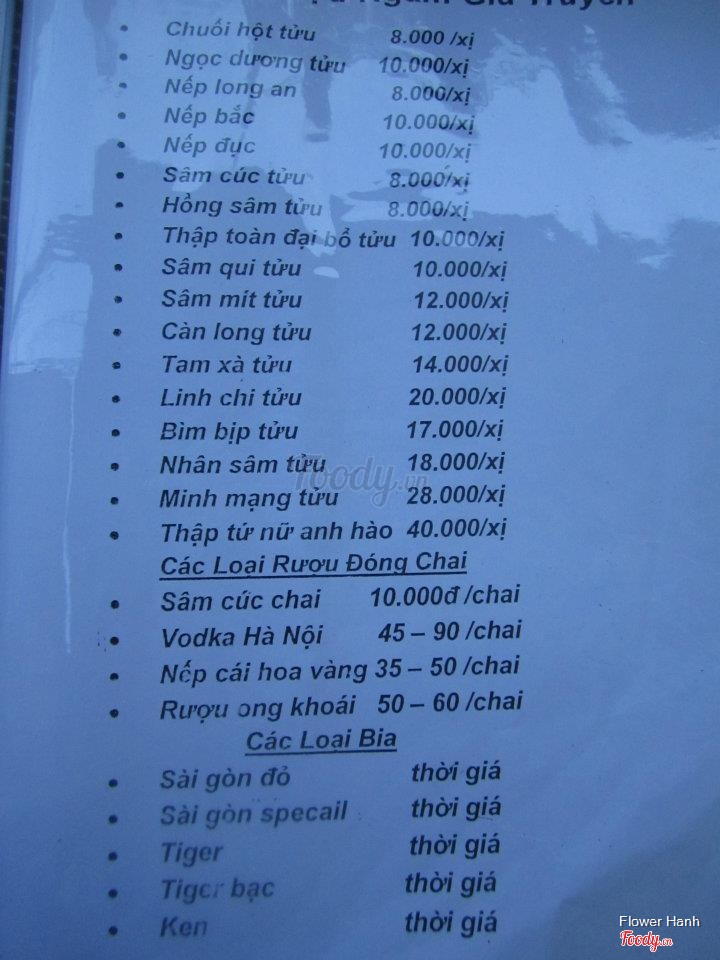 Ngâm Gia Truyền
• Chuối hột tửu 8.000 /xị
• Ngọc dương tửu 10.000/xị
• Nếp long an 8.000/xị
• Nếp bắc 10.000/xị
• Nếp đục 10.000/xị
• Sâm cúc tửu 8.000/xị
• Hồng sâm tửu 8.000/xị
• Thập toàn đại bổ tửu 10.000/xị
• Sâm qui tửu 10.000/xị
• Sâm mít tửu 12.000/xị
• Càn long tửu 12.000/xị
• Tam xà tửu 14.000/xị
• Linh chi tửu 20.000/xị
• Bìm bịp tửu 17.000/xị
• Nhân sâm tửu 18.000/xị
• Minh mạng tửu 28.000/xị
• Thập tứ nữ anh hào 40.000/xị
Các Loại Rượu Đóng Chai
• Sâm cúc chai 10.000đ /chai
• Vodka Hà Nội 45 – 90 /chai
• Nếp cái hoa vàng 35 – 50 /chai
• Rượu ong khoái 50 – 60 /chai
Các Loại Bia
• Sài gòn đỏ thời giá
• Sài gòn specail thời giá
• Tiger thời giá
• Tiger bạc thời giá
• Ken thời giá
Foody.vn
Flower Hanh
Foody.vn